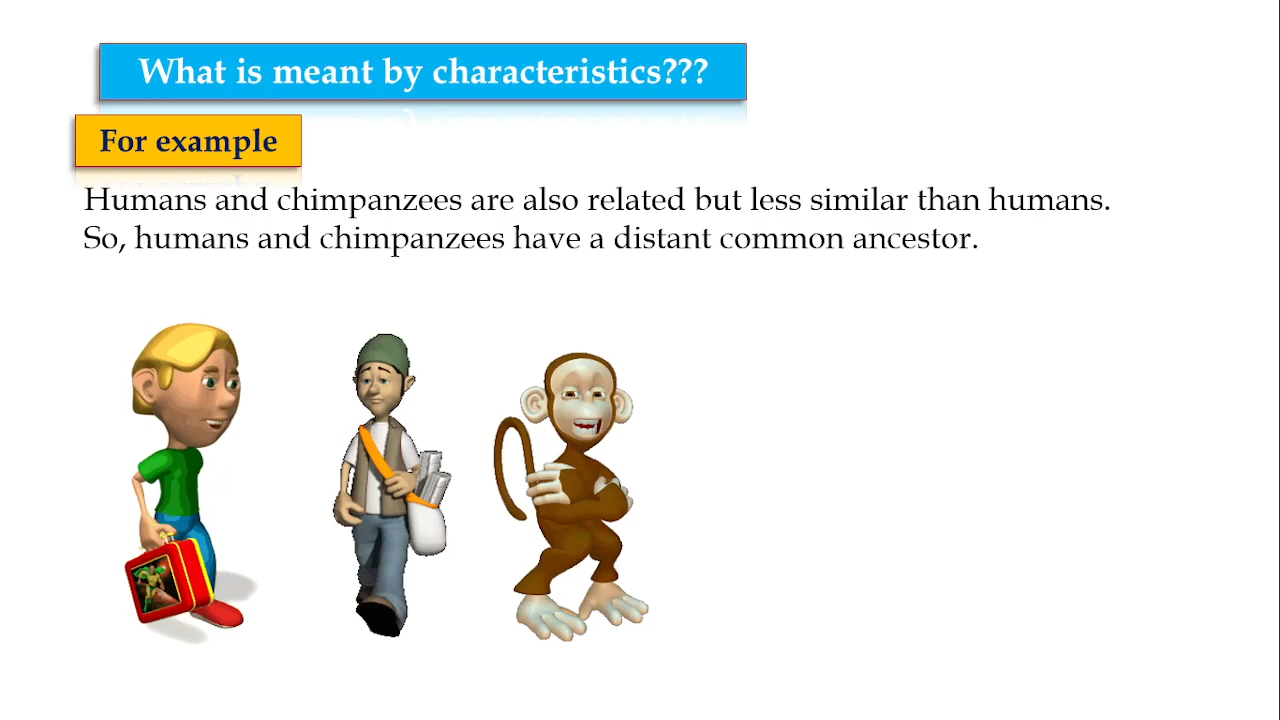 What is meant by characteristics???
For example
Humans and chimpanzees are also related but less similar than humans.
So, humans and chimpanzees have a distant common ancestor.